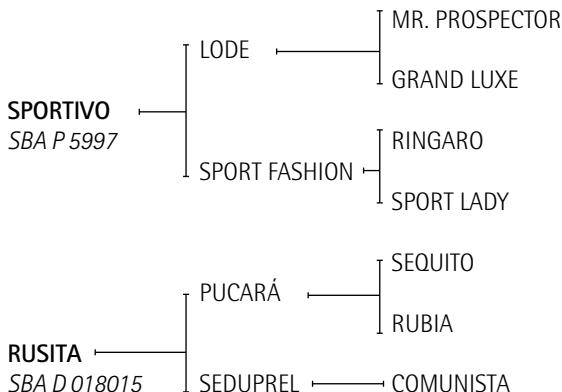 MR. PROSPECTOR
LODE
GRAND LUXE
SPORTIVO
SBA P 5997
RINGARO
SPORT FASHION
SPORT LADY
SEQUITO
PUCARÁ
RUBIA
RUSITA
SBA D 018015
SEDUPREL
COMUNISTA